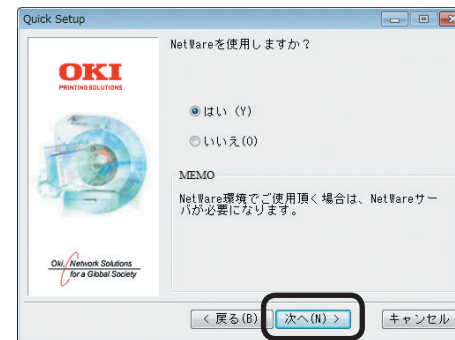 Quick Setup
NetWareを使用しますか？
OKI
PRINTING SOLUTIONS
はい (Y)
いいえ(O)
MEMO
NetWare環境でご使用頂く場合は、NetWareサー
バが必要になります。
Oki, Network Solutions
for a Global Society
< 戻る(B)
次へ(N) >
キャンセル